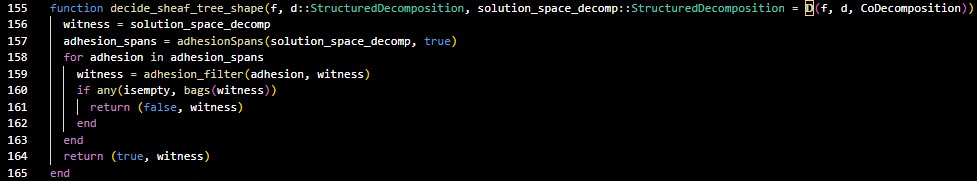 155 function decide_sheaf_tree_shape(f, d::StructuredDecomposition, solution_space_decomp::StructuredDecomposition = 𝐃(f, d, CoDecomposition))
156   witness = solution_space_decomp
157   adhesion_spans = adhesionSpans(solution_space_decomp, true)
158   for adhesion in adhesion_spans
159     witness = adhesion_filter(adhesion, witness)
160     if any(isempty, bags(witness))
161       return (false, witness)
162     end
163   end
164   return (true, witness)
165 end